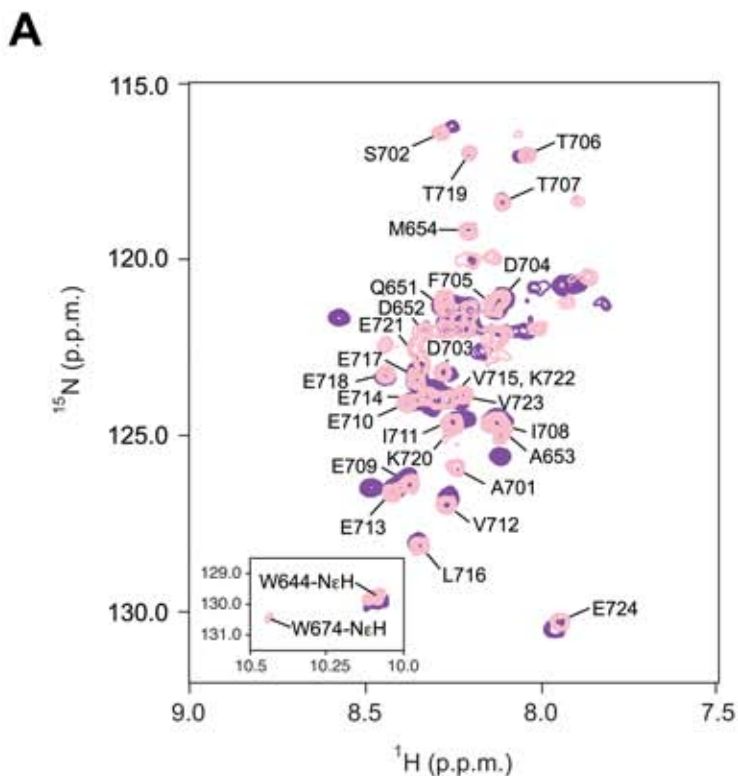 A
115.0
S702
T706
T719
T707
M654
120.0
F705
D704
Q651
D652
E721
D703
E717
V715, K722
E718
E714
V723
E710
125.0
I711
I708
K720
A653
E709
A701
E713
V712
L716
129.0
W644-NεH
130.0
W674-NεH
131.0
10.5
10.25
10.0
130.0
E724
9.0
8.5
8.0
7.5
¹⁵N (p.p.m.)
¹H (p.p.m.)